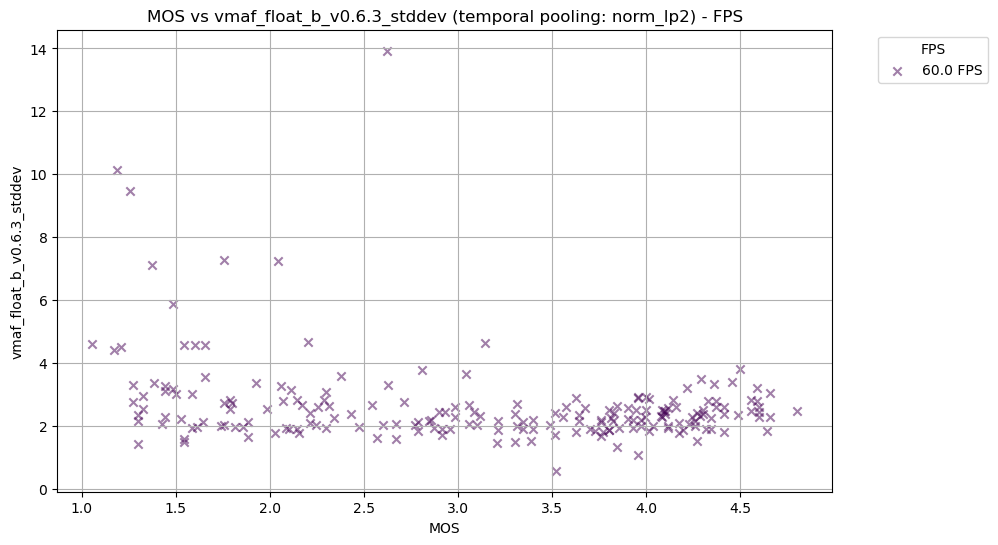 MOS vs vmaf_float_b_v0.6.3_stddev (temporal pooling: norm_lp2) - FPS
FPS
60.0 FPS
vmaf_float_b_v0.6.3_stddev
14
12
10
8
6
4
2
0
1.0 1.5 2.0 2.5 3.0 3.5 4.0 4.5
MOS